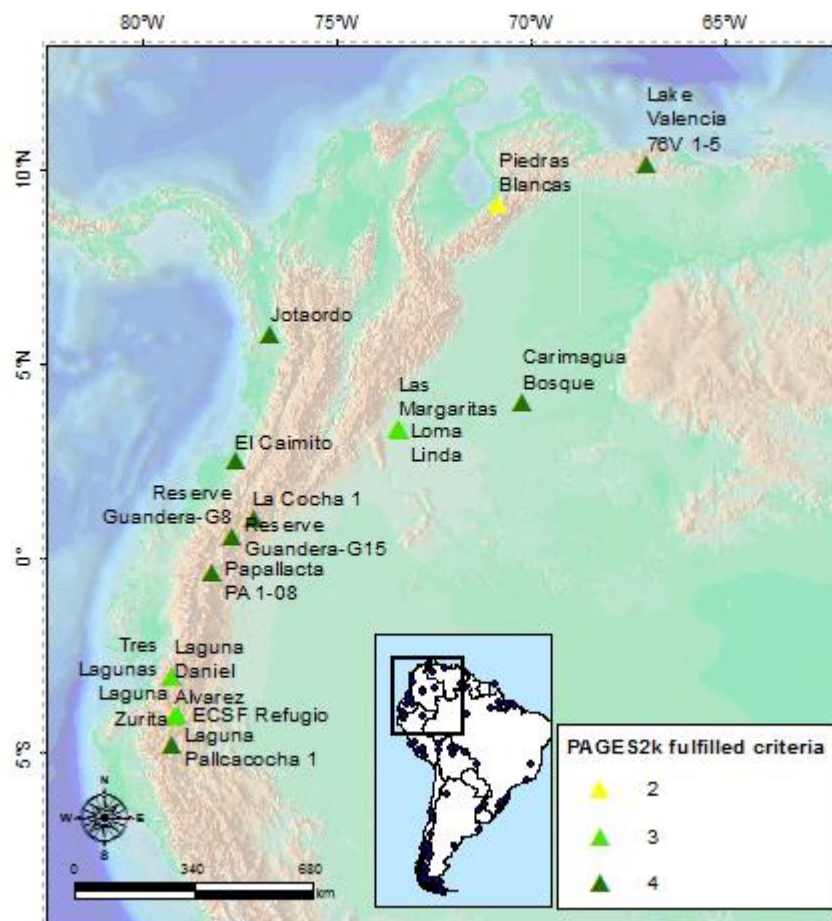 80°W 75°W 70°W 65°W
10°N
5°N
0°
5°S
Lake
Valencia
76V 1-5
Piedras
Blancas
Jotaordo
Carimagua
Bosque
Las
Margaritas
Loma
Linda
El Caimito
Reserve
Guandera-G8
La Cocha 1
Reserve
Guandera-G15
Papallacta
PA 1-08
Tres
Lagunas
Laguna
Daniel
Alvarez
Laguna
Zurita
ECSF Refugio
Laguna
Pallcacocha 1
N
W E
S
0 340 680
km
PAGES2k fulfilled criteria
2
3
4